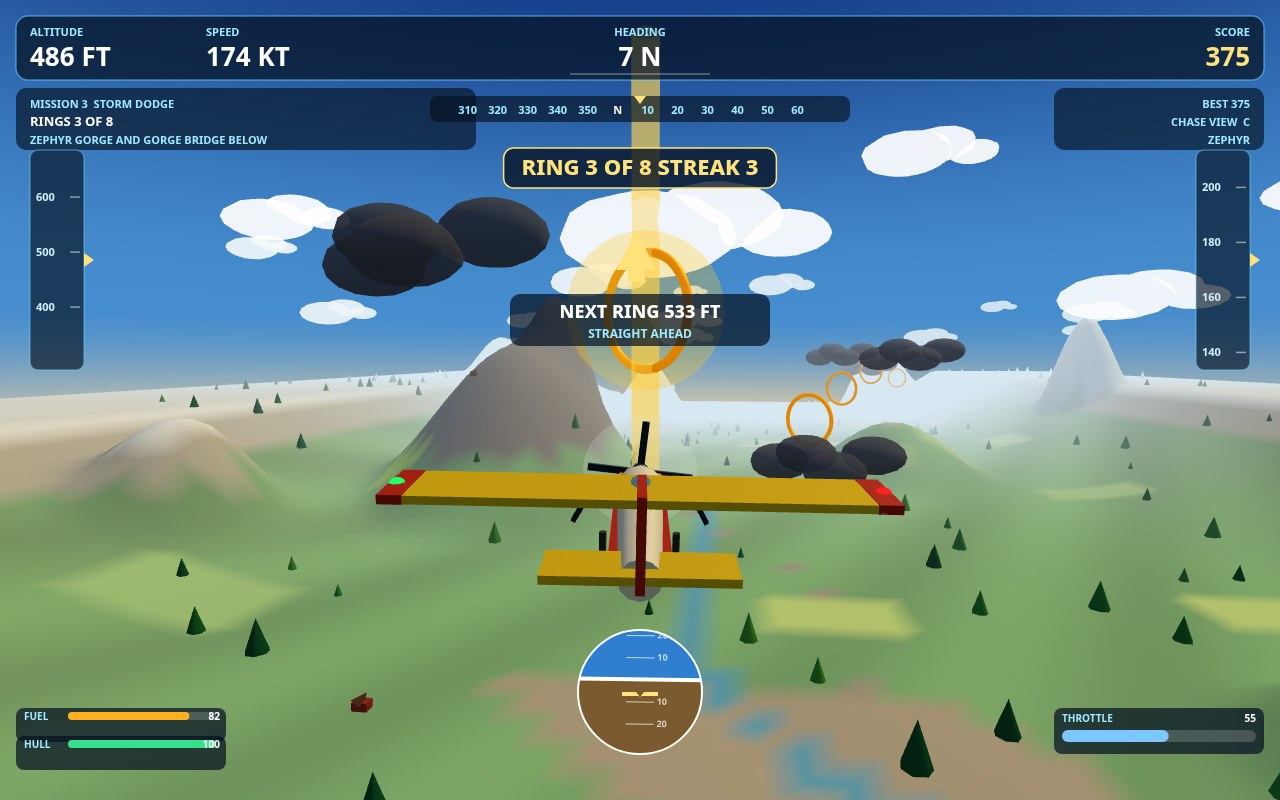 ALTITUDE
486 FT
SPEED
174 KT
HEADING
7 N
SCORE
375
MISSION 3 STORM DODGE
RINGS 3 OF 8
ZEPHYR GORGE AND GORGE BRIDGE BELOW
310 320 330 340 350 N 10 20 30 40 50 60
BEST 375
CHASE VIEW C
ZEPHYR
RING 3 OF 8 STREAK 3
600
500
400
200
180
160
140
NEXT RING 533 FT
STRAIGHT AHEAD
20
10
10
20
FUEL 82
HULL 100
THROTTLE 55